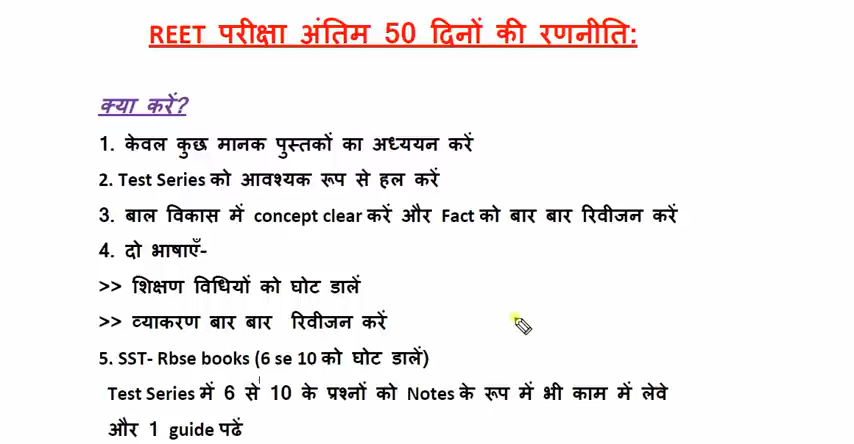 REET परीक्षा अंतिम 50 दिनों की रणनीति:
क्या करें?
1. केवल कुछ मानक पुस्तकों का अध्ययन करें
2. Test Series को आवश्यक रूप से हल करें
3. बाल विकास में concept clear करें और Fact को बार बार रिवीजन करें
4. दो भाषाएँ-
>> शिक्षण विधियों को घोट डालें
>> व्याकरण बार बार रिवीजन करें
5. SST- Rbse books (6 se 10 को घोट डालें)
Test Series में 6 से 10 के प्रश्नों को Notes के रूप में भी काम में लेवे
और 1 guide पढें